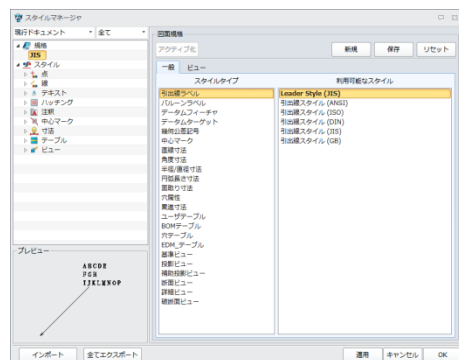 スタイルマネージャ
現行ドキュメント
全て
規格
JIS
スタイル
点
線
テキスト
ハッチング
注釈
中心マーク
寸法
テーブル
ビュー
プレビュー
ABCDE
FGH
IJKLMNOP
インポート
全てエクスポート
図面規格
アクティブ化
新規
保存
リセット
一般
ビュー
スタイルタイプ
引出線ラベル
バルーンラベル
データムフィーチャ
データムターゲット
幾何公差記号
中心マーク
直線寸法
角度寸法
半径/直径寸法
円弧長さ寸法
面取り寸法
穴属性
累進寸法
ユーザテーブル
BOMテーブル
穴テーブル
EDM_テーブル
基準ビュー
投影ビュー
補助投影ビュー
断面ビュー
詳細ビュー
破断面ビュー
利用可能なスタイル
Leader Style (JIS)
引出線スタイル (ANSI)
引出線スタイル (ISO)
引出線スタイル (DIN)
引出線スタイル (JIS)
引出線スタイル (GB)
適用
キャンセル
OK